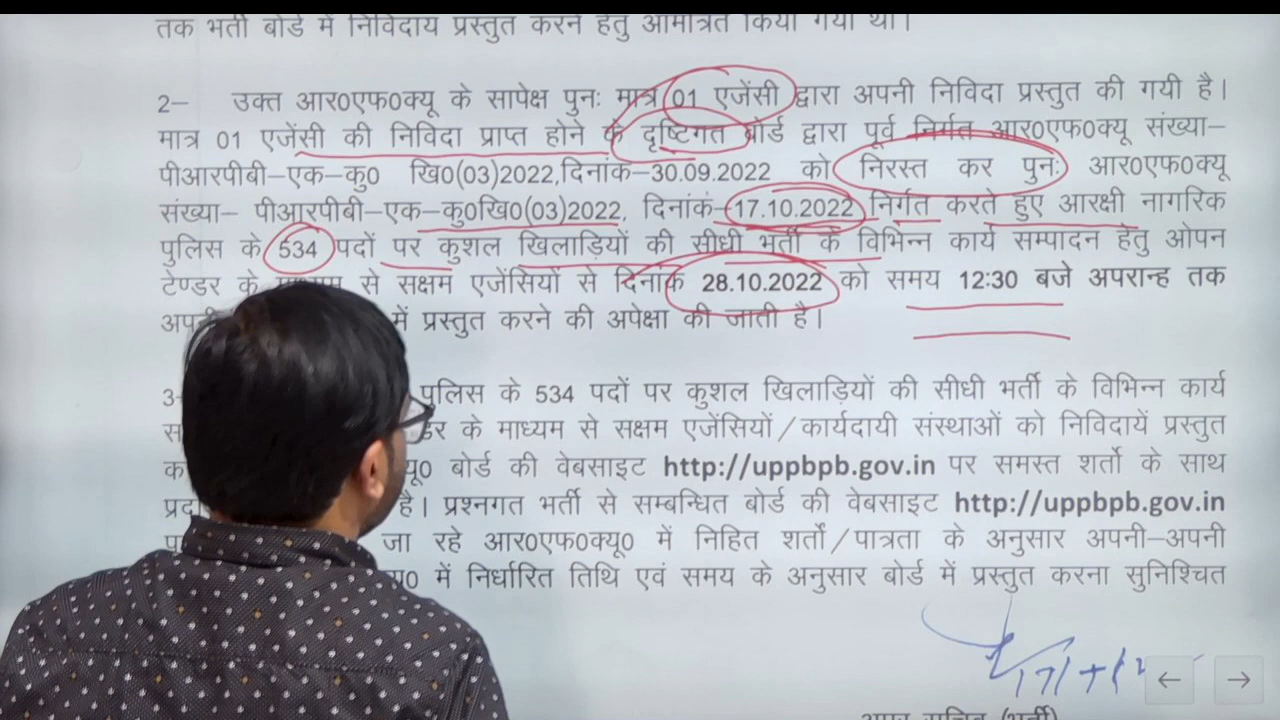 तक भर्ती बोर्ड में निविदाय प्रस्तुत करने हेतु आमंत्रित किया गया था।
2– उक्त आर0एफ0क्यू के सापेक्ष पुनः मात्र 01 एजेंसी द्वारा अपनी निविदा प्रस्तुत की गयी है।
मात्र 01 एजेंसी की निविदा प्राप्त होने के दृष्टिगत बोर्ड द्वारा पूर्व निर्गत आर0एफ0क्यू संख्या–
पीआरपीबी–एक–कु0 खि0(03)2022,दिनांक–30.09.2022 को निरस्त कर पुनः आर0एफ0क्यू
संख्या– पीआरपीबी–एक–कु0खि0(03)2022, दिनांकं–17.10.2022 निर्गत करते हुए आरक्षी नागरिक
पुलिस के 534 पदों पर कुशल खिलाड़ियों की सीधी भर्ती के विभिन्न कार्य सम्पादन हेतु ओपन
टेण्डर के माध्यम से सक्षम एजेंसियों से दिनांक 28.10.2022 को समय 12:30 बजे अपरान्ह तक
में प्रस्तुत करने की अपेक्षा की जाती है।
3– पुलिस के 534 पदों पर कुशल खिलाड़ियों की सीधी भर्ती के विभिन्न कार्य
के माध्यम से सक्षम एजेंसियों/कार्यदायी संस्थाओं को निविदायें प्रस्तुत
बोर्ड की वेबसाइट http://uppbpb.gov.in पर समस्त शर्तो के साथ
है। प्रश्नगत भर्ती से सम्बन्धित बोर्ड की वेबसाइट http://uppbpb.gov.in
जा रहे आर0एफ0क्यू0 में निहित शर्तों/पात्रता के अनुसार अपनी–अपनी
में निर्धारित तिथि एवं समय के अनुसार बोर्ड में प्रस्तुत करना सुनिश्चित
(भर्ती)